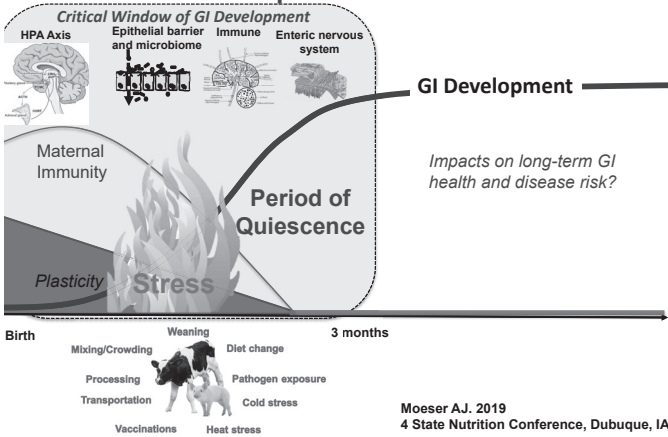 Critical Window of GI Development
HPA Axis
Epithelial barrier
and microbiome
Immune
Enteric nervous
system
GI Development
Maternal
Immunity
Impacts on long-term GI
health and disease risk?
Period of
Quiescence
Plasticity
Stress
Birth
3 months
Weaning
Mixing/Crowding
Diet change
Processing
Pathogen exposure
Transportation
Cold stress
Vaccinations
Heat stress
Moeser AJ. 2019
4 State Nutrition Conference, Dubuque, IA